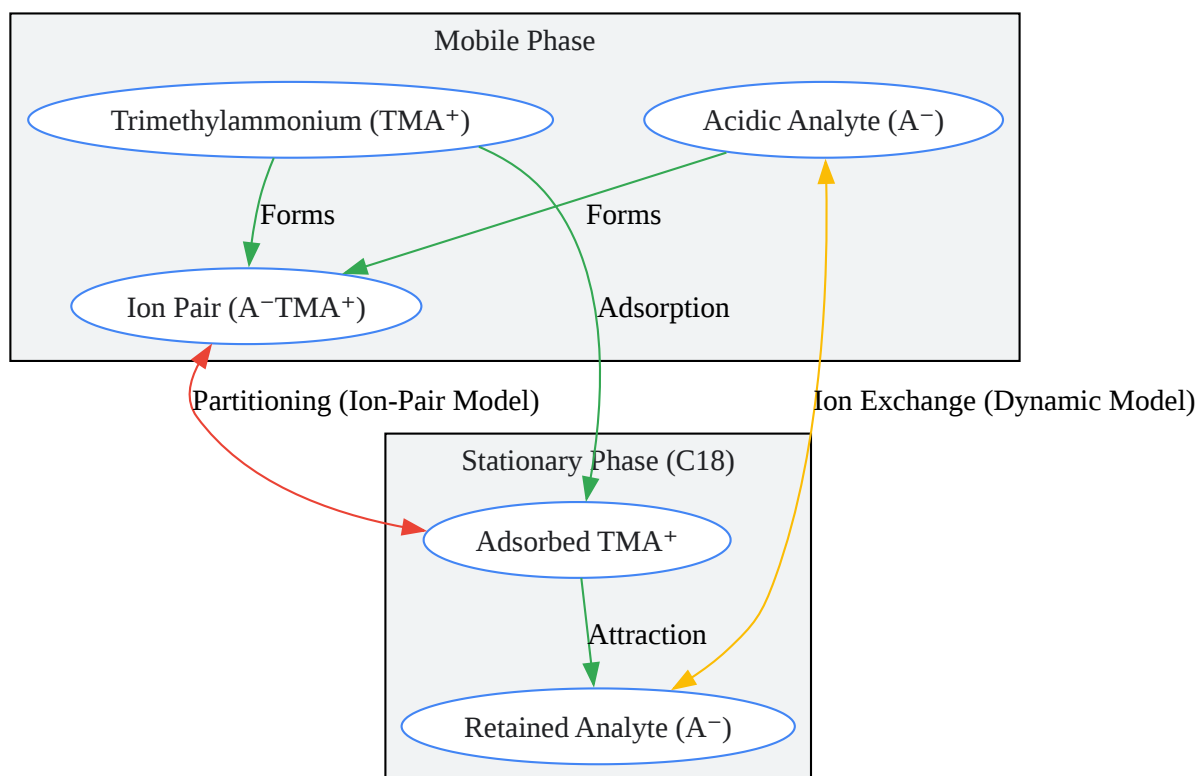 Mobile Phase
Trimethylammonium (TMA⁺)
Acidic Analyte (A⁻)
Forms
Forms
Ion Pair (A⁻TMA⁺)
Adsorption
Partitioning (Ion-Pair Model)
Ion Exchange (Dynamic Model)
Stationary Phase (C18)
Adsorbed TMA⁺
Attraction
Retained Analyte (A⁻)